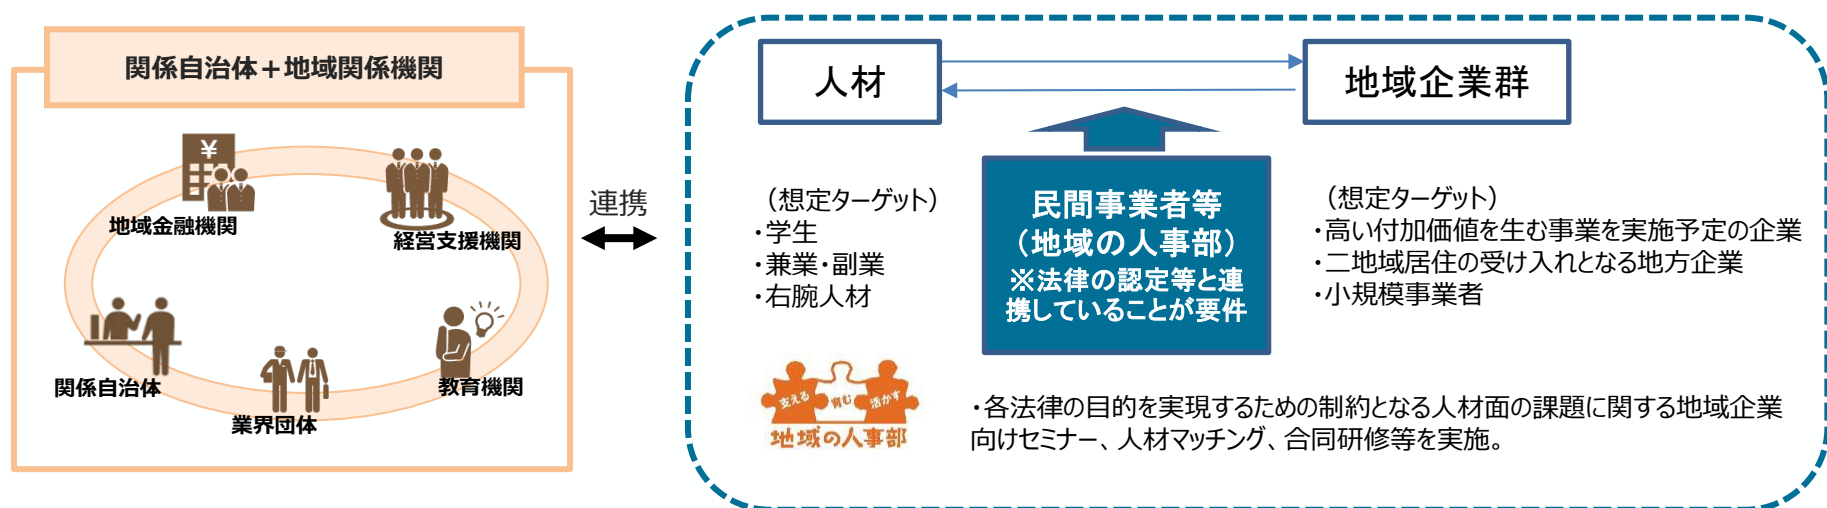 関係自治体+地域関係機関
¥
地域金融機関
経営支援機関
関係自治体
教育機関
業界団体
連携
人材
地域企業群
（想定ターゲット）
・学生
・兼業・副業
・右腕人材
民間事業者等
（地域の人事部）
※法律の認定等と連
携していることが要件
（想定ターゲット）
・高い付加価値を生む事業を実施予定の企業
・二地域居住の受け入れとなる地方企業
・小規模事業者
支える 育む 活かす
地域の人事部
・各法律の目的を実現するための制約となる人材面の課題に関する地域企業
向けセミナー、人材マッチング、合同研修等を実施。